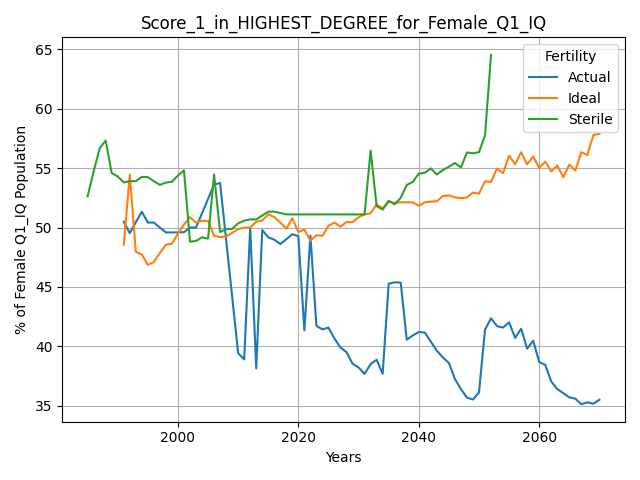 Score_1_in_HIGHEST_DEGREE_for_Female_Q1_IQ
65
60
55
50
45
40
35
% of Female Q1_IQ Population
Fertility
Actual
Ideal
Sterile
2000 2020 2040 2060
Years